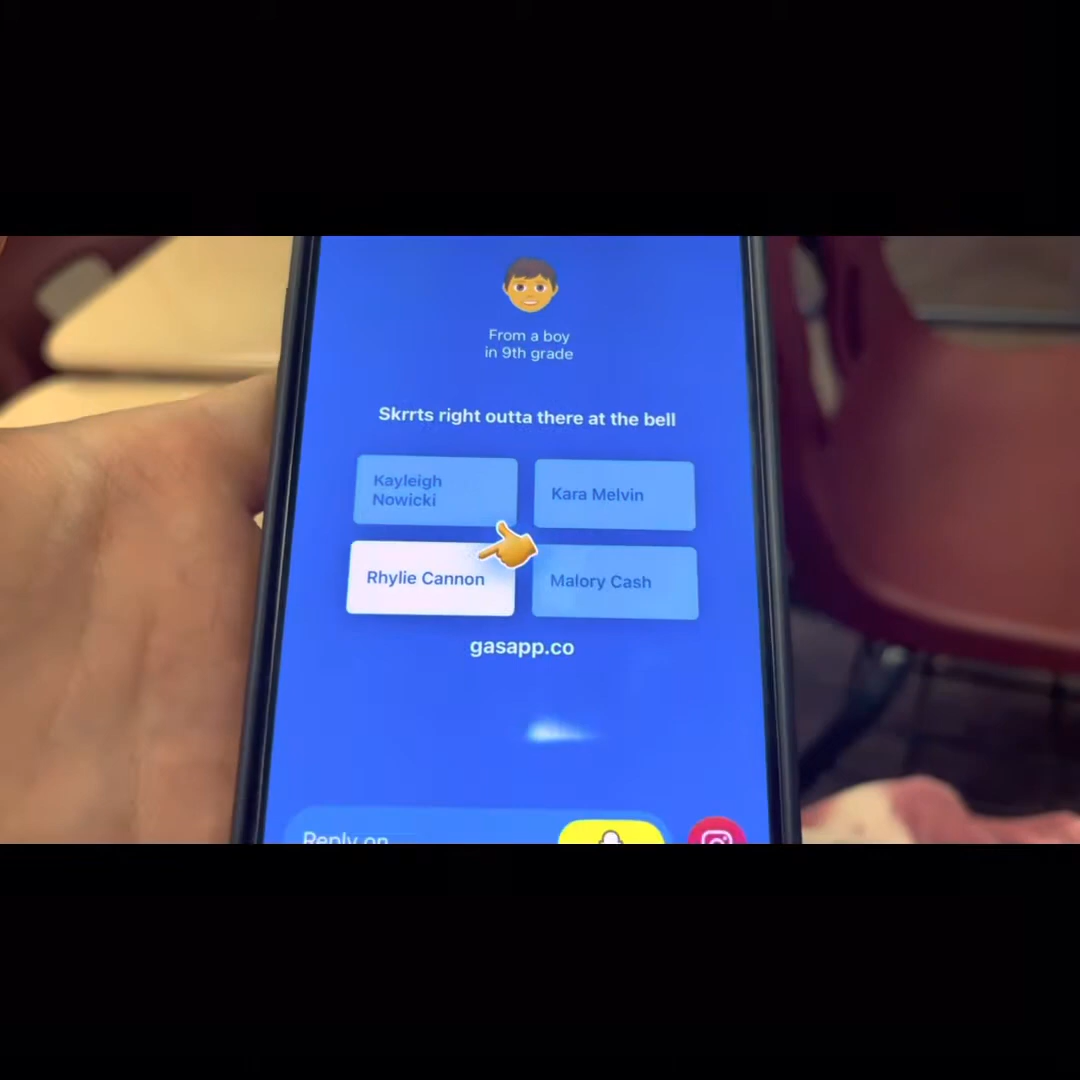 From a boy
in 9th grade
Skrrts right outta there at the bell
Kayleigh
Nowicki
Kara Melvin
Rhylie Cannon
Malory Cash
gasapp.co
Reply on